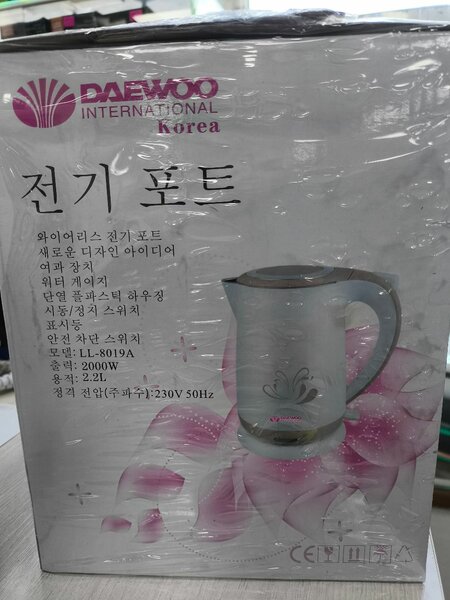 DAEWOO
INTERNATIONAL
Korea
전기 포트
와이어리스 전기 포트
새로운 디자인 아이디어
여과 장치
워터 게이지
단열 플파스틱 하우징
시동/정지 스위치
표시등
안전 차단 스위치
모델: LL-8019A
출력: 2000W
용적: 2.2L
정격 전압(주파수):230V 50Hz
DAEWOO
CE